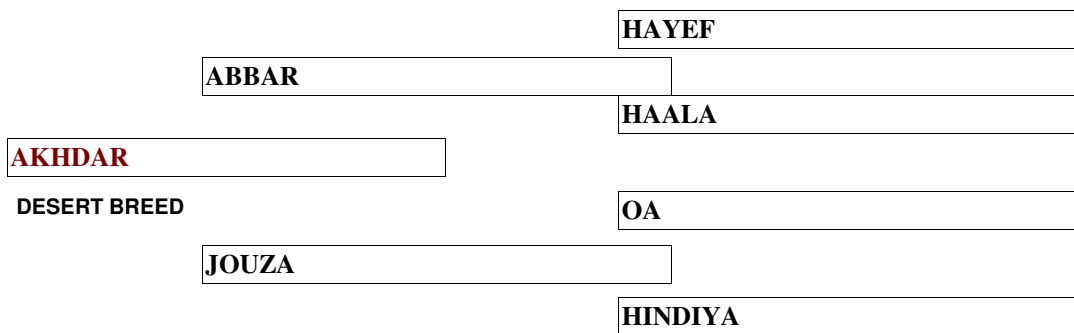 HAYEF
ABBAR
HAALA
AKHDAR
DESERT BREED
OA
JOUZA
HINDIYA